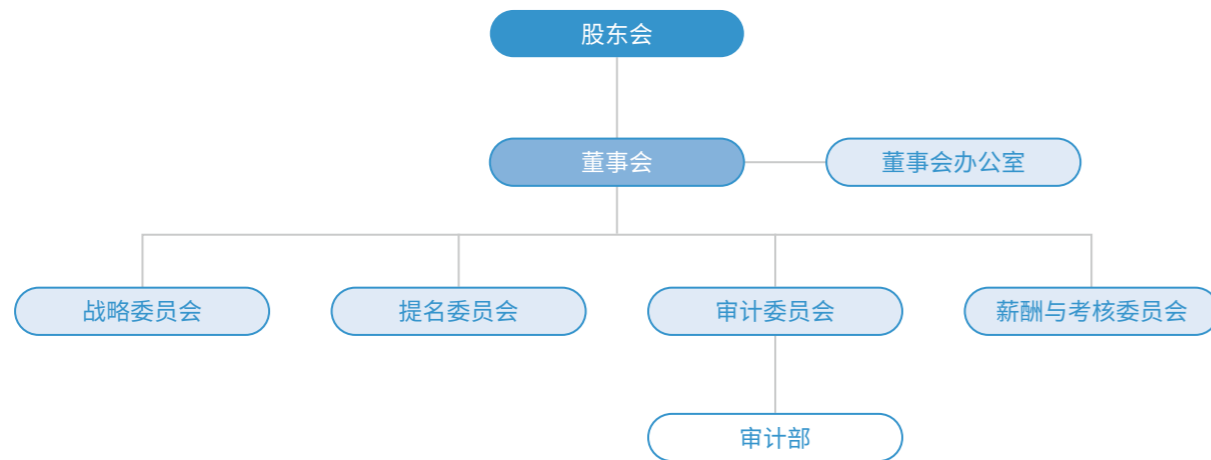 股东会
董事会
董事会办公室
战略委员会
提名委员会
审计委员会
薪酬与考核委员会
审计部